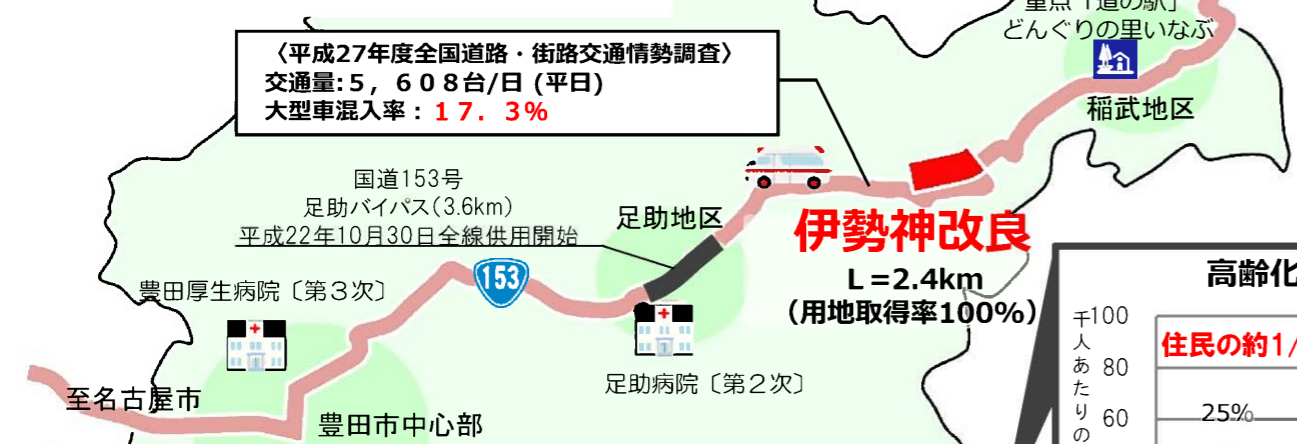 重点「道の駅」
どんぐりの里いなぶ
〈平成27年度全国道路・街路交通情勢調査〉
交通量:5，608台/日 (平日)
大型車混入率：17．3%
稲武地区
国道153号
足助バイパス(3.6km)
平成22年10月30日全線供用開始
足助地区
伊勢神改良
L=2.4km
（用地取得率100%）
153
豊田厚生病院〔第3次〕
足助病院〔第2次〕
至名古屋市
豊田市中心部
高齢化
千人あたりの
100
住民の約1/
80
60
25%